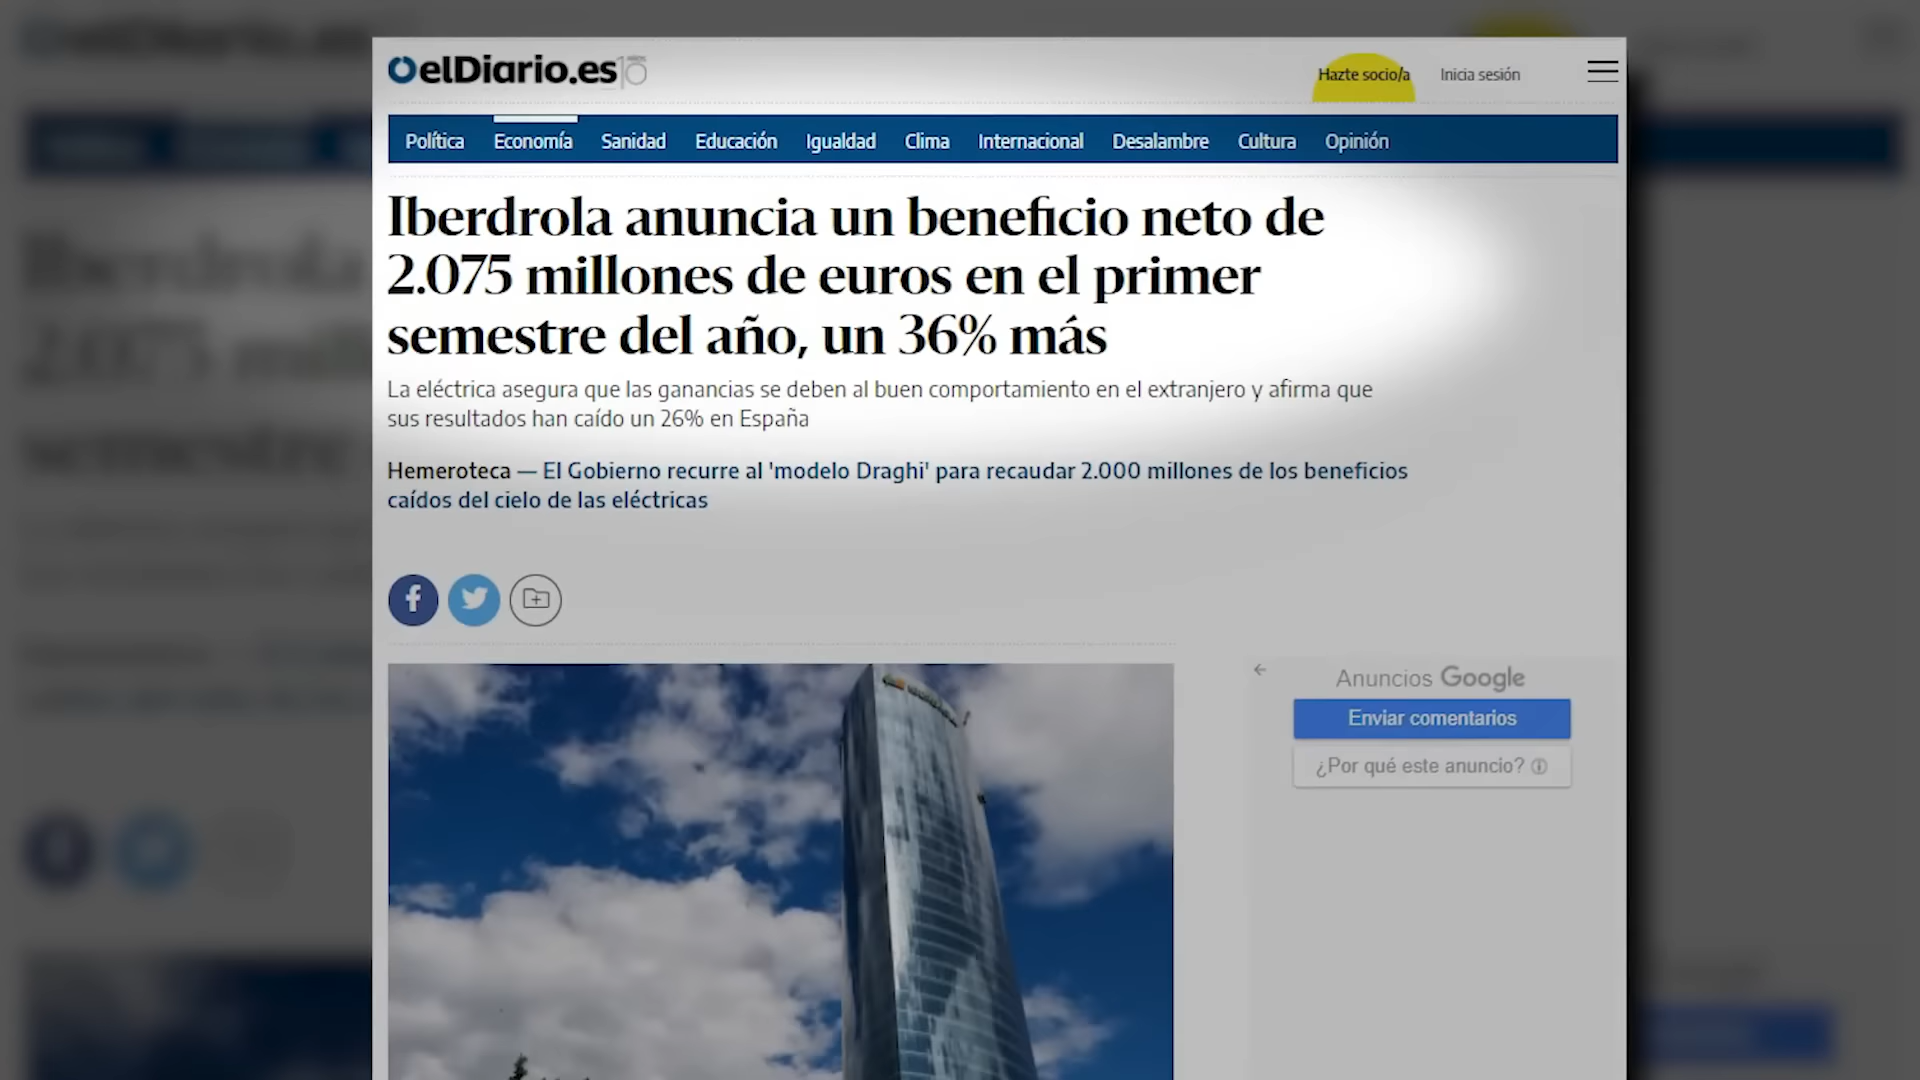 elDiario.es
Hazte socio/a
Inicia sesión
Política Economía Sanidad Educación Igualdad Clima Internacional Desalambre Cultura Opinión
Iberdrola anuncia un beneficio neto de
2.075 millones de euros en el primer
semestre del año, un 36% más
La eléctrica asegura que las ganancias se deben al buen comportamiento en el extranjero y afirma que
sus resultados han caído un 26% en España
Hemeroteca — El Gobierno recurre al 'modelo Draghi' para recaudar 2.000 millones de los beneficios
caídos del cielo de las eléctricas
Anuncios Google
Enviar comentarios
¿Por qué este anuncio?